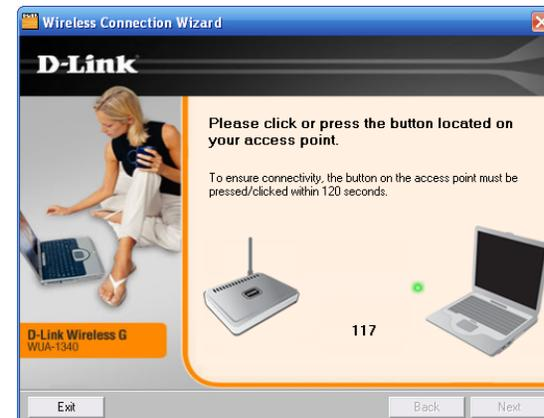 Wireless Connection Wizard
D-Link
Please click or press the button located on
your access point.
To ensure connectivity, the button on the access point must be
pressed/clicked within 120 seconds.
117
D-Link Wireless G
WUA-1340
Exit
Back
Next